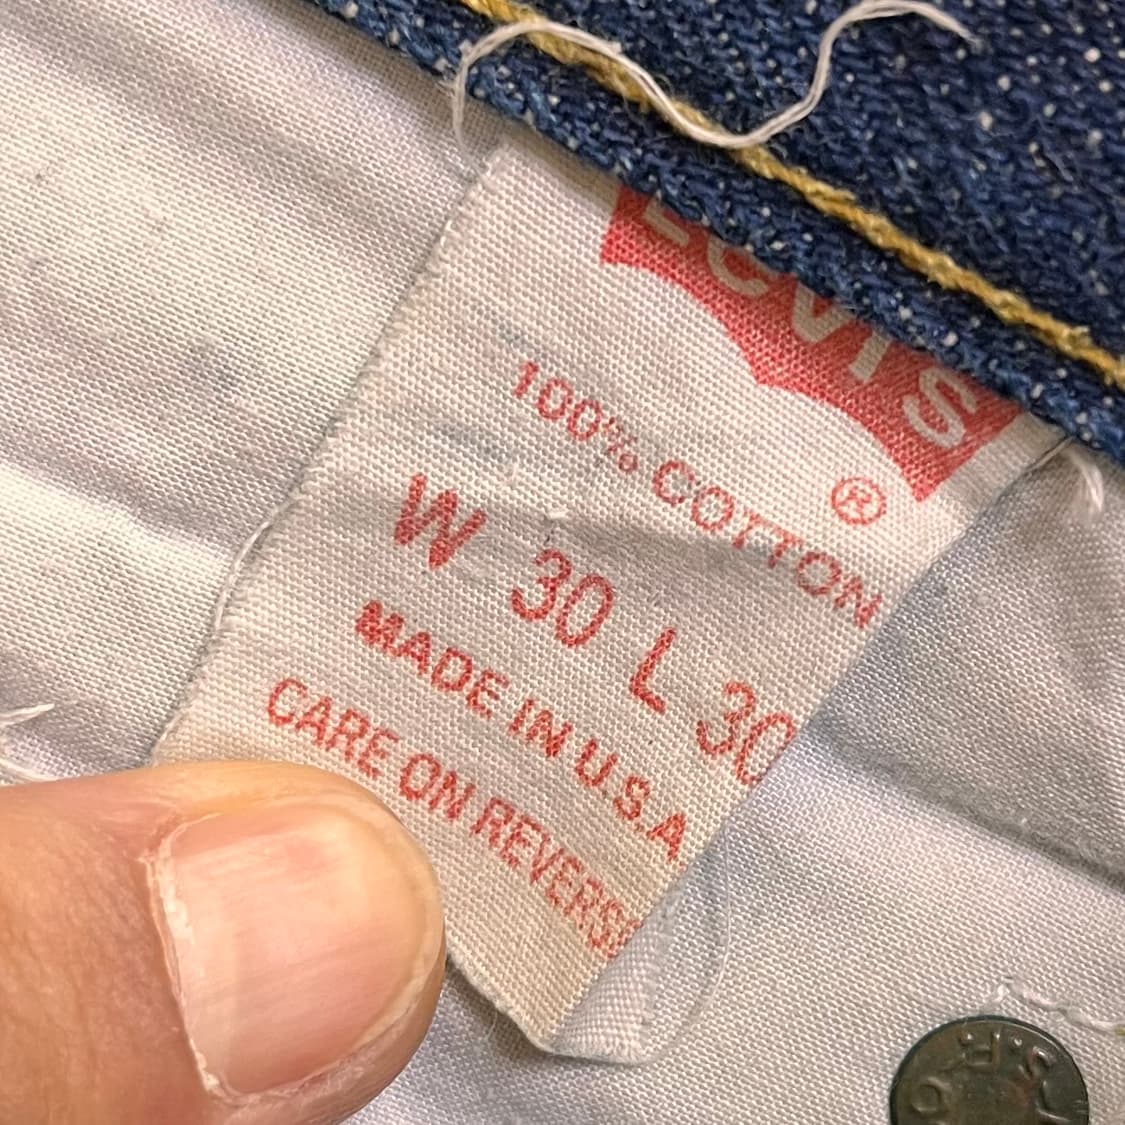 LEVI'S
®
100% COTTON
W 30 L 30
MADE IN U.S.A
CARE ON REVERSE